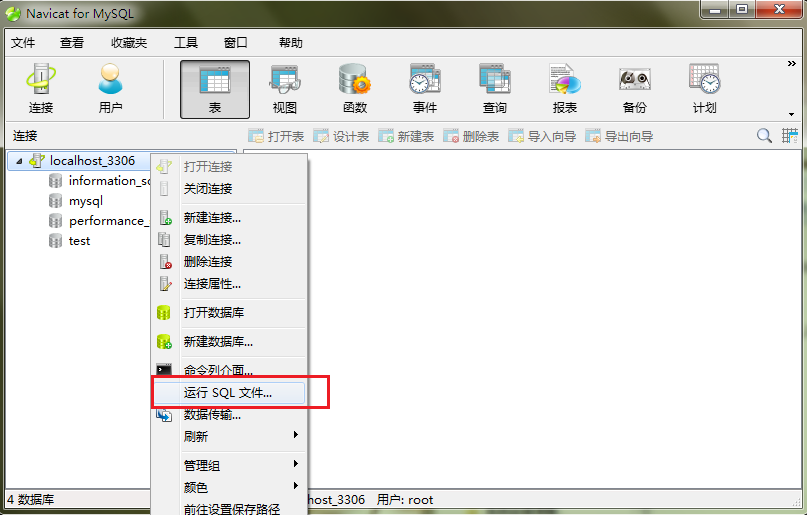 Navicat for MySQL
文件 查看 收藏夹 工具 窗口 帮助
连接 用户 表 视图 函数 事件 查询 报表 备份 计划
连接 打开表 设计表 新建表 删除表 导入向导 导出向导
localhost_3306
information_sc
mysql
performance_
test
打开连接
关闭连接
新建连接...
复制连接...
删除连接
连接属性...
打开数据库
新建数据库...
命令列介面...
运行 SQL 文件...
数据传输...
刷新
管理组
颜色
前往设置保存路径
4 数据库 host_3306 用户: root